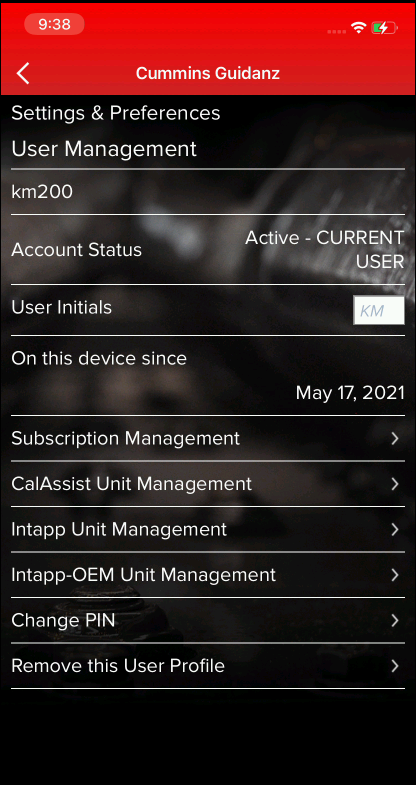 9:38
Cummins Guidanz
Settings & Preferences
User Management
km200
Account Status
Active - CURRENT
USER
User Initials
KM
On this device since
May 17, 2021
Subscription Management
CalAssist Unit Management
Intapp Unit Management
Intapp-OEM Unit Management
Change PIN
Remove this User Profile